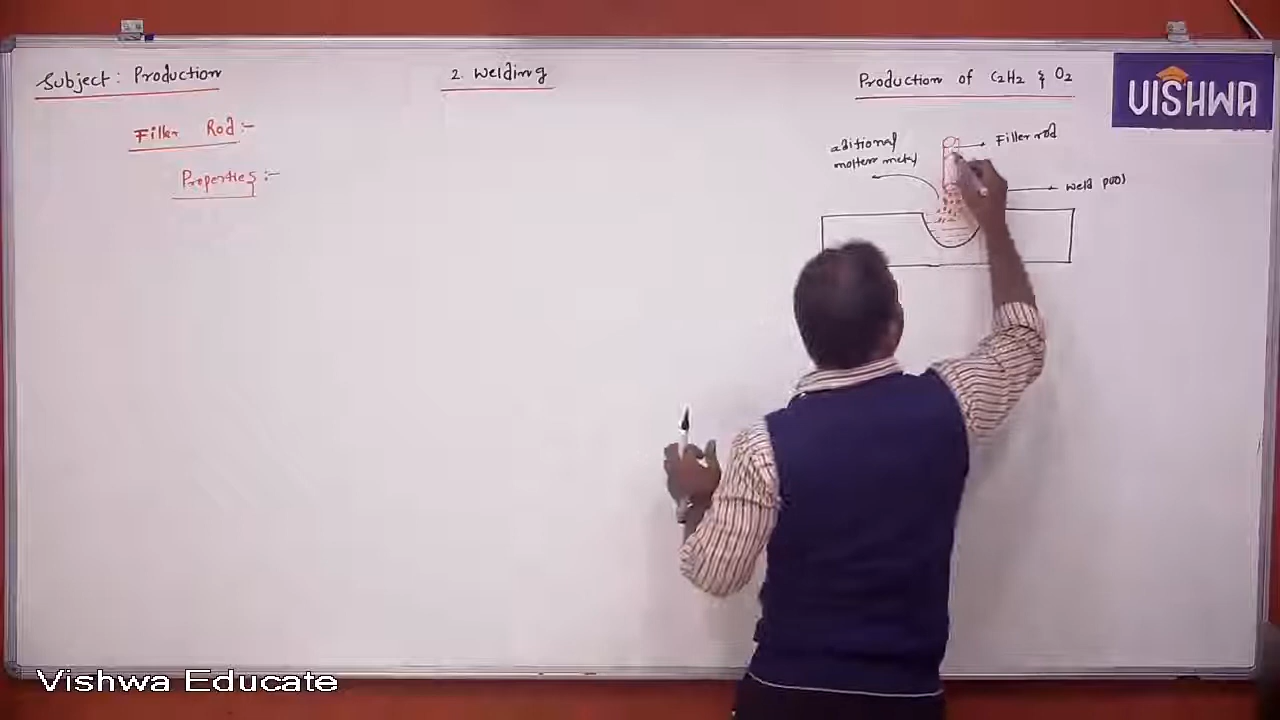 Subject: Production
2. Welding
Production of C2H2 & O2
VISHWA
Filler Rod:-
Properties:-
aditional
molten metal
Filler rod
weld pool
Vishwa Educate